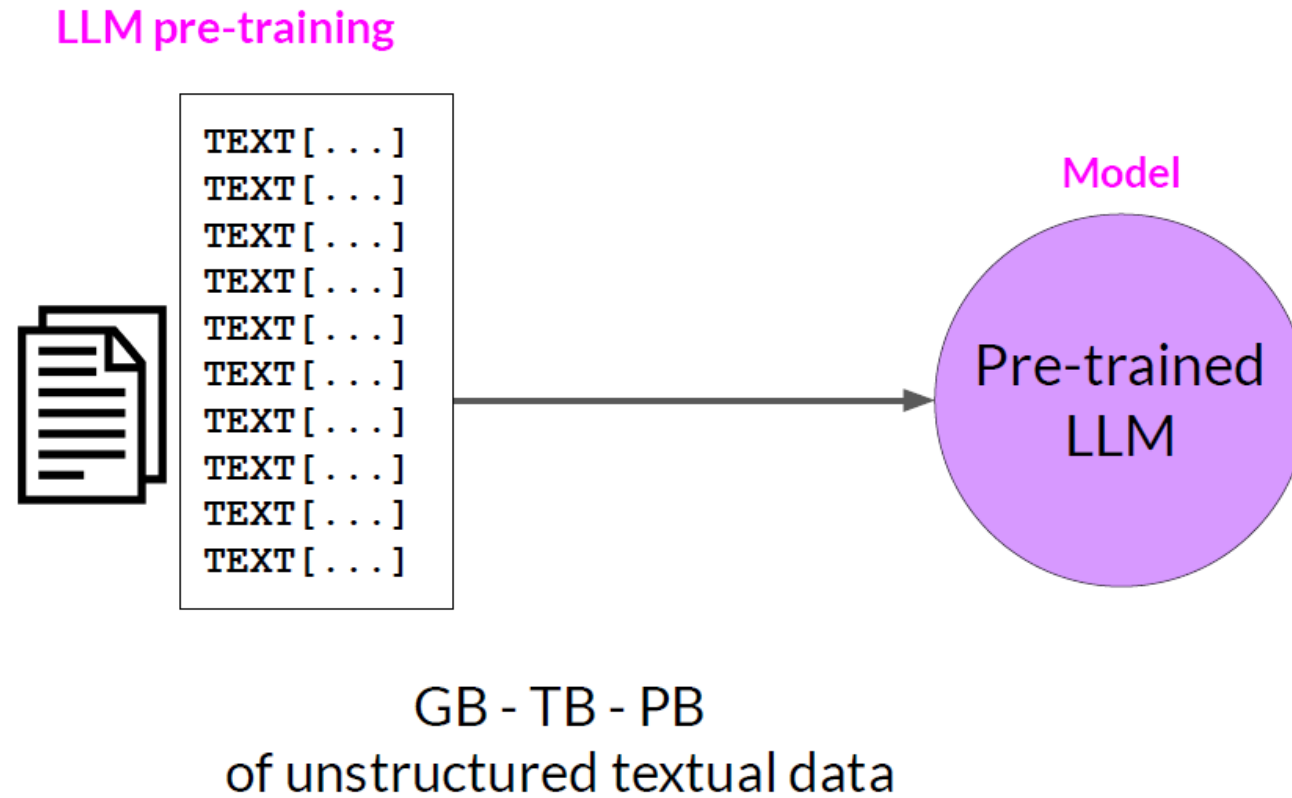 LLM pre-training
TEXT[...]
TEXT[...]
TEXT[...]
TEXT[...]
TEXT[...]
TEXT[...]
TEXT[...]
TEXT[...]
TEXT[...]
TEXT[...]
Model
Pre-trained
LLM
GB - TB - PB
of unstructured textual data